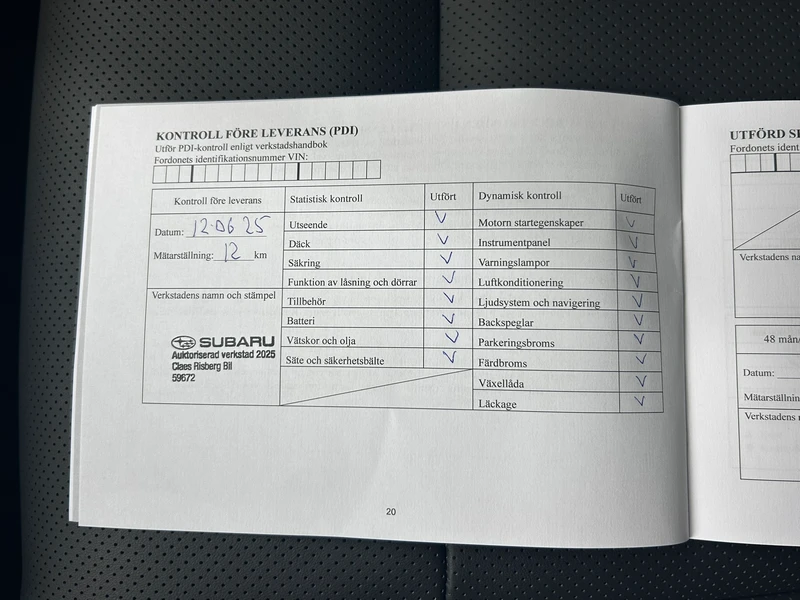 KONTROLL FÖRE LEVERANS (PDI)
Utför PDI-kontroll enligt verkstadshandbok
Fordonets identifikationsnummer VIN:
Kontroll före leverans
Statistisk kontroll
Utfört
Dynamisk kontroll
Utfört
Datum: 12-06 25
Mätarställning: 12 km
Utseende
Motorn startegenskaper
Däck
Instrumentpanel
Säkring
Varningslampor
Funktion av låsning och dörrar
Luftkonditionering
Verkstadens namn och stämpel
Tillbehör
Ljudsystem och navigering
Batteri
Backspeglar
Vätskor och olja
Parkeringsbroms
Säte och säkerhetsbälte
Färdbroms
Växellåda
Läckage
SUBARU
Auktoriserad verkstad 2025
Claes Risberg Bil
59672
20
UTFÖRD
Fordonets
Verkstadens
48
Datum:
Verkstadens